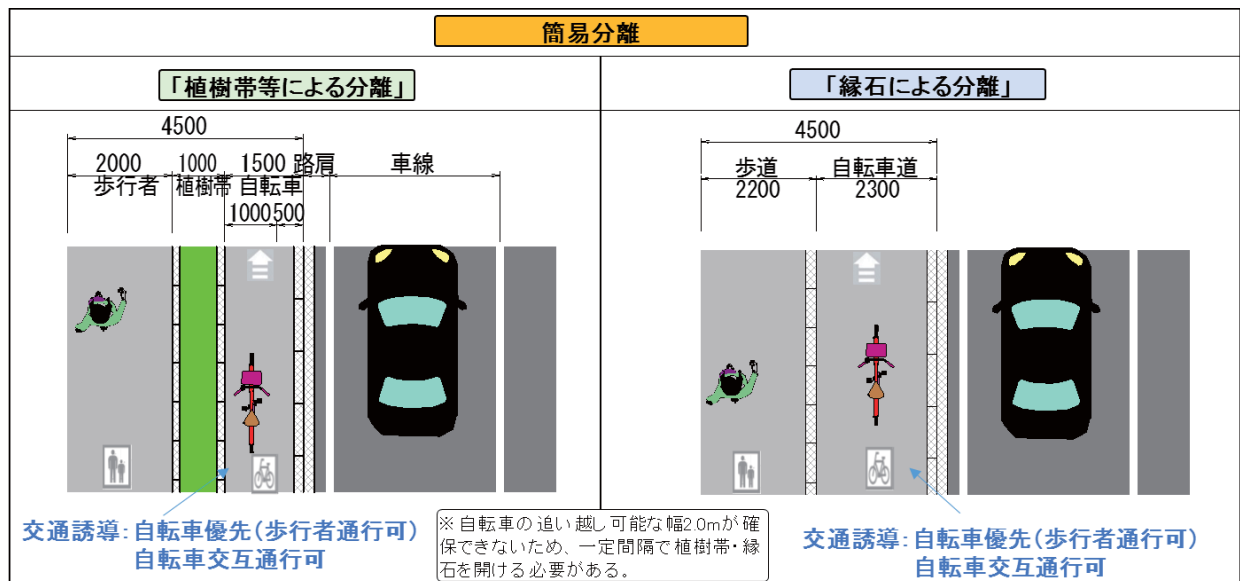 簡易分離
「植樹帯等による分離」
4500
2000 1000 1500 路肩 車線
歩行者 植樹帯 自転車
1000 500
交通誘導:自転車優先(歩行者通行可)
自転車交互通行可
※自転車の追い越し可能な幅2.0mが確
保できないため、一定間隔で植樹帯・縁
石を開ける必要がある。
「縁石による分離」
4500
歩道 自転車道
2200 2300
交通誘導:自転車優先(歩行者通行可)
自転車交互通行可